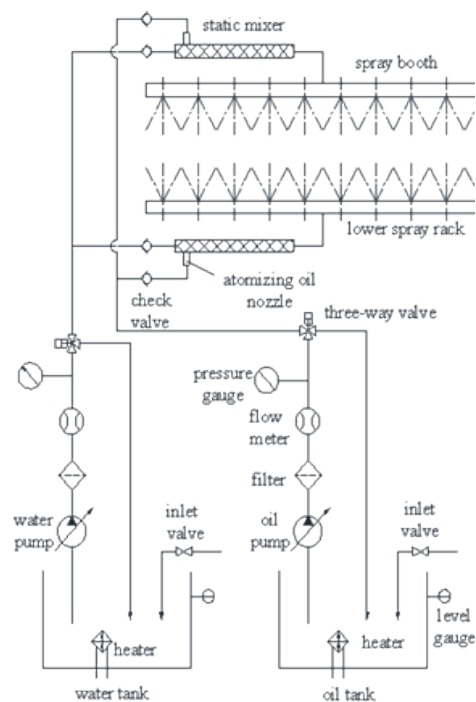 static mixer
spray booth
lower spray rack
atomizing oil
nozzle
check
valve
three-way valve
pressure
gauge
flow
meter
filter
water
pump
inlet
valve
oil
pump
inlet
valve
heater
heater
level
gauge
water tank
oil tank